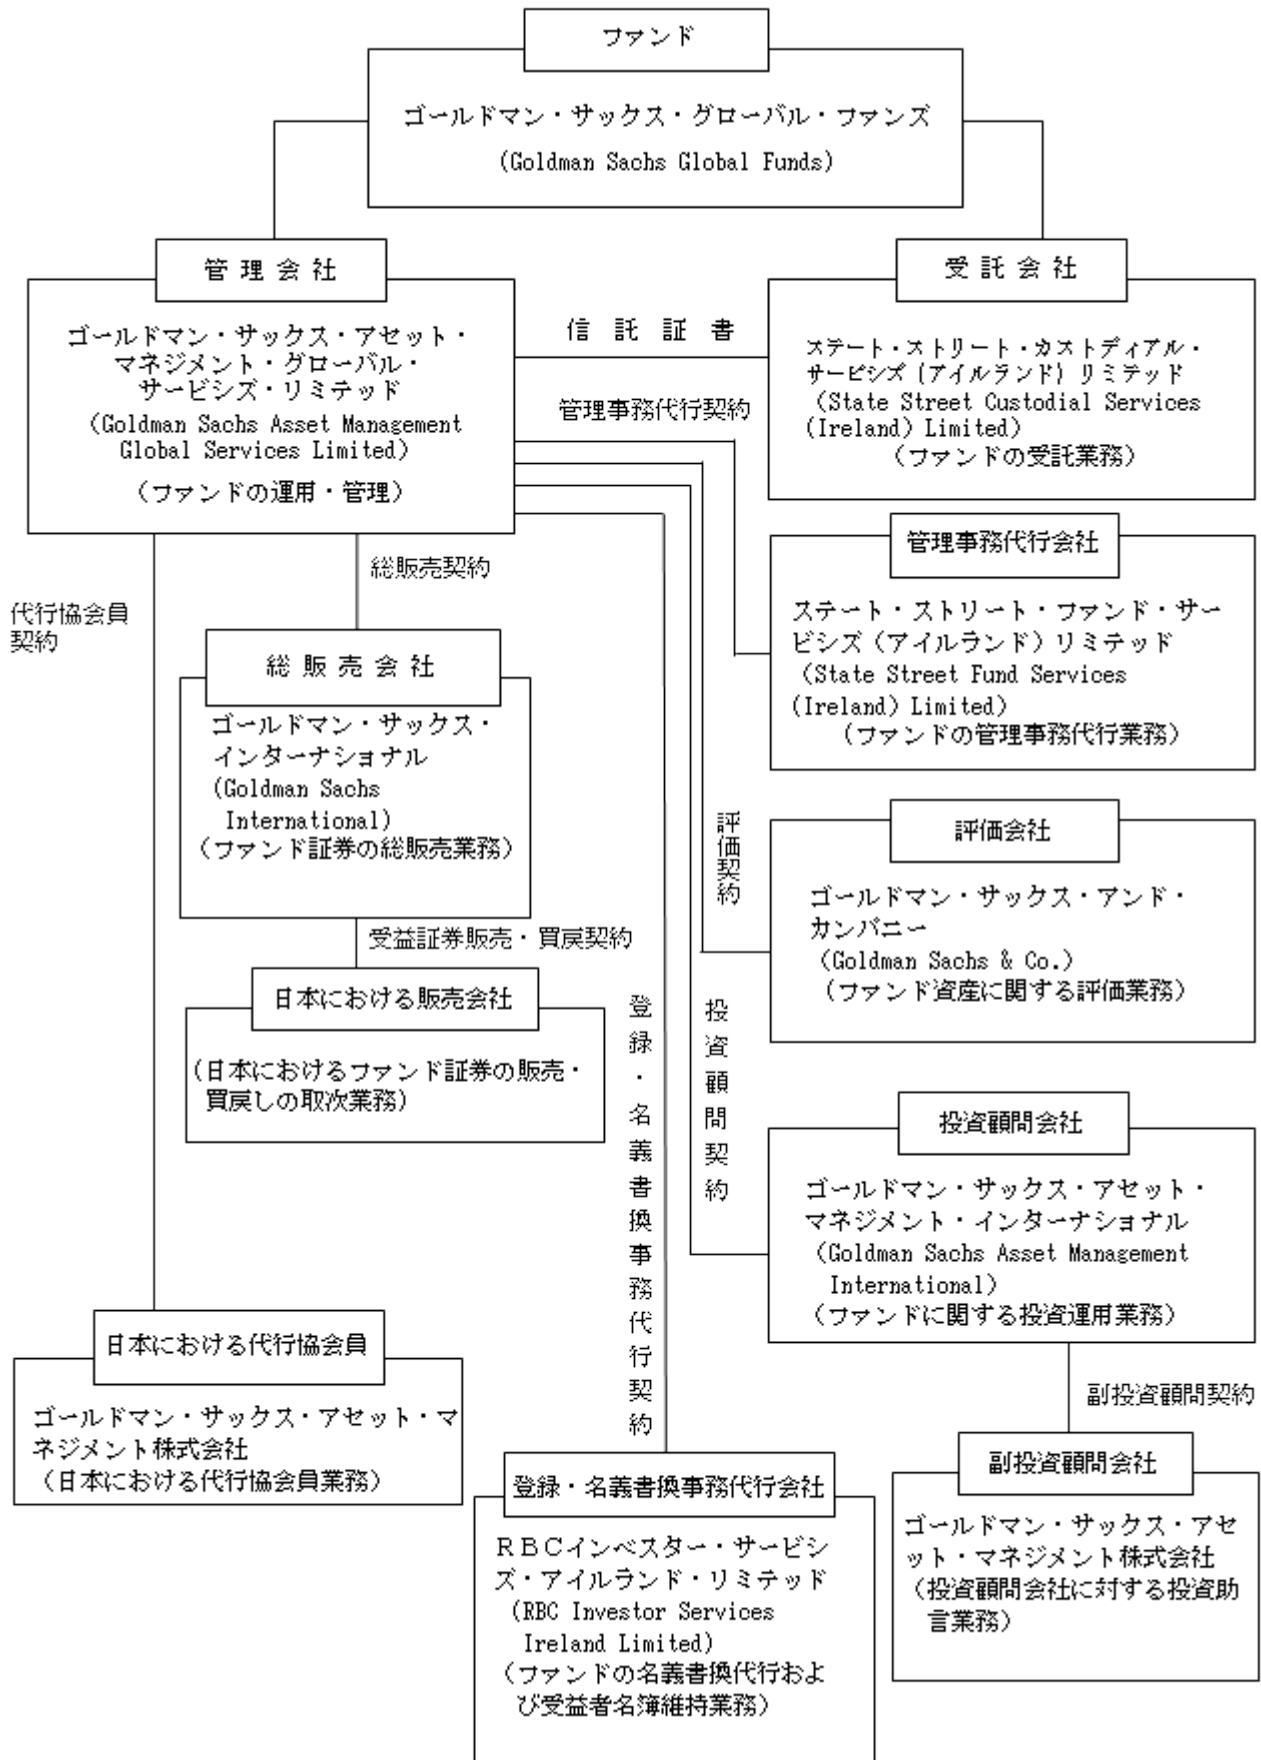 ファンド
ゴールドマン・サックス・グローバル・ファンズ
(Goldman Sachs Global Funds)
管 理 会 社
ゴールドマン・サックス・アセット・
マネジメント・グローバル・
サービシズ・リミテッド
(Goldman Sachs Asset Management
Global Services Limited)
(ファンドの運用・管理)
信 託 証 書
受 託 会 社
ステート・ストリート・カストディアル・
サービシズ(アイルランド)リミテッド
(State Street Custodial Services
(Ireland) Limited)
(ファンドの受託業務)
管理事務代行契約
管理事務代行会社
ステート・ストリート・ファンド・サー
ビシズ(アイルランド)リミテッド
(State Street Fund Services
(Ireland) Limited)
(ファンドの管理事務代行業務)
代行協会員
契約
総販売契約
総 販 売 会 社
ゴールドマン・サックス・
インターナショナル
(Goldman Sachs
International)
(ファンド証券の総販売業務)
評価契約
評価会社
ゴールドマン・サックス・アンド・
カンパニー
(Goldman Sachs & Co.)
(ファンド資産に関する評価業務)
受益証券販売・買戻契約
日本における販売会社
(日本におけるファンド証券の販売・
買戻しの取次業務)
登録・名義書換事務代行契約
投資顧問契約
投資顧問会社
ゴールドマン・サックス・アセット・
マネジメント・インターナショナル
(Goldman Sachs Asset Management
International)
(ファンドに関する投資運用業務)
日本における代行協会員
ゴールドマン・サックス・アセット・マ
ネジメント株式会社
(日本における代行協会員業務)
登録・名義書換事務代行会社
RBCインベスター・サービシ
ズ・アイルランド・リミテッド
(RBC Investor Services
Ireland Limited)
(ファンドの名義書換代行およ
び受益者名簿維持業務)
副投資顧問契約
副投資顧問会社
ゴールドマン・サックス・アセ
ット・マネジメント株式会社
(投資顧問会社に対する投資助
言業務)